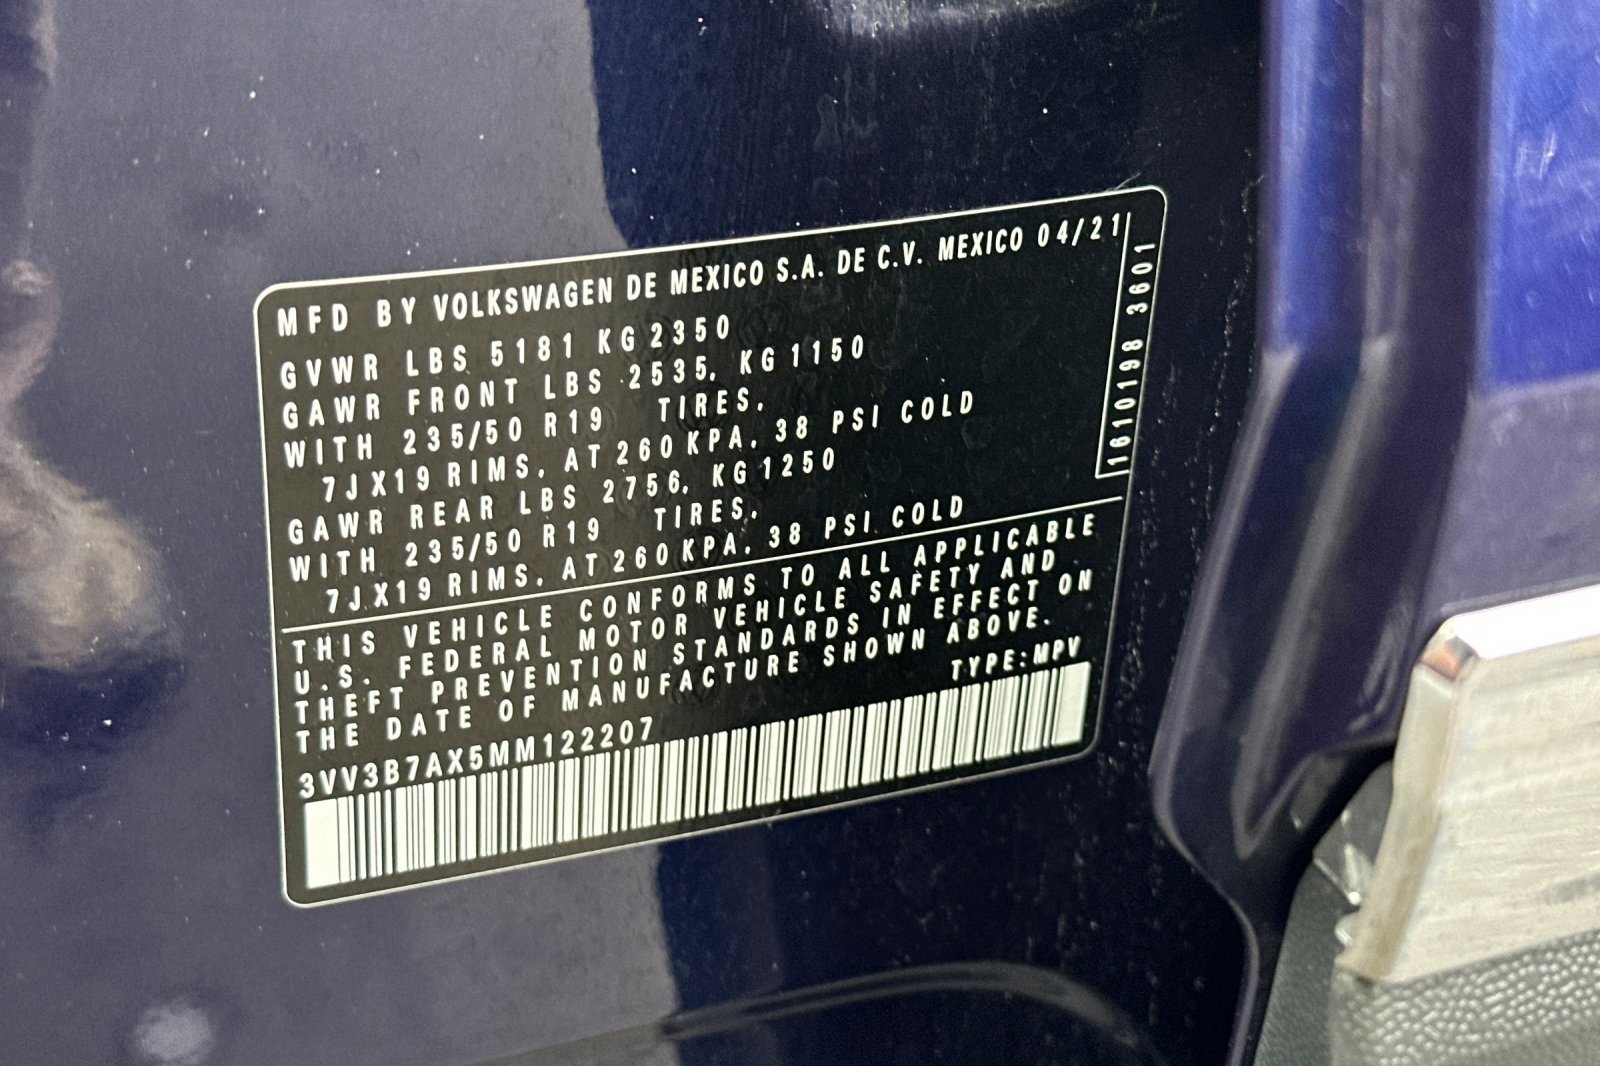 MFD BY VOLKSWAGEN DE MEXICO S.A. DE C.V. MEXICO 04/21
GVWR LBS 5181 KG 2350
GAWR FRONT LBS 2535, KG 1150
WITH 235/50 R19 TIRES,
7JX19 RIMS, AT 260 KPA, 38 PSI COLD
GAWR REAR LBS 2756, KG 1250
WITH 235/50 R19 TIRES,
7JX19 RIMS, AT 260 KPA, 38 PSI COLD
1610198 3601
THIS VEHICLE CONFORMS TO ALL APPLICABLE
U.S. FEDERAL MOTOR VEHICLE SAFETY AND
THEFT PREVENTION STANDARDS IN EFFECT ON
THE DATE OF MANUFACTURE SHOWN ABOVE.
3VV3B7AX5MM122207 TYPE:MPV